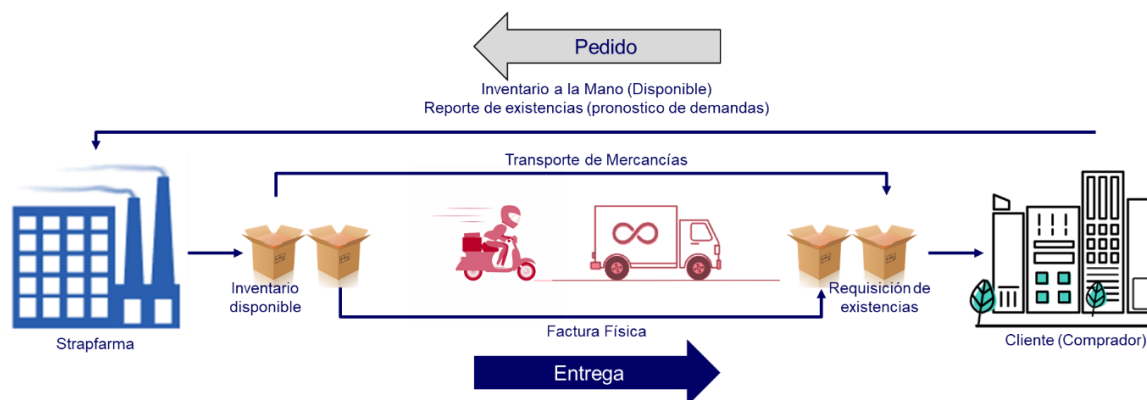 Pedido
Inventario a la Mano (Disponible)
Reporte de existencias (pronostico de demandas)
Transporte de Mercancías
Inventario
disponible
Requisición de
existencias
Factura Física
Strapfarma
Cliente (Comprador)
Entrega